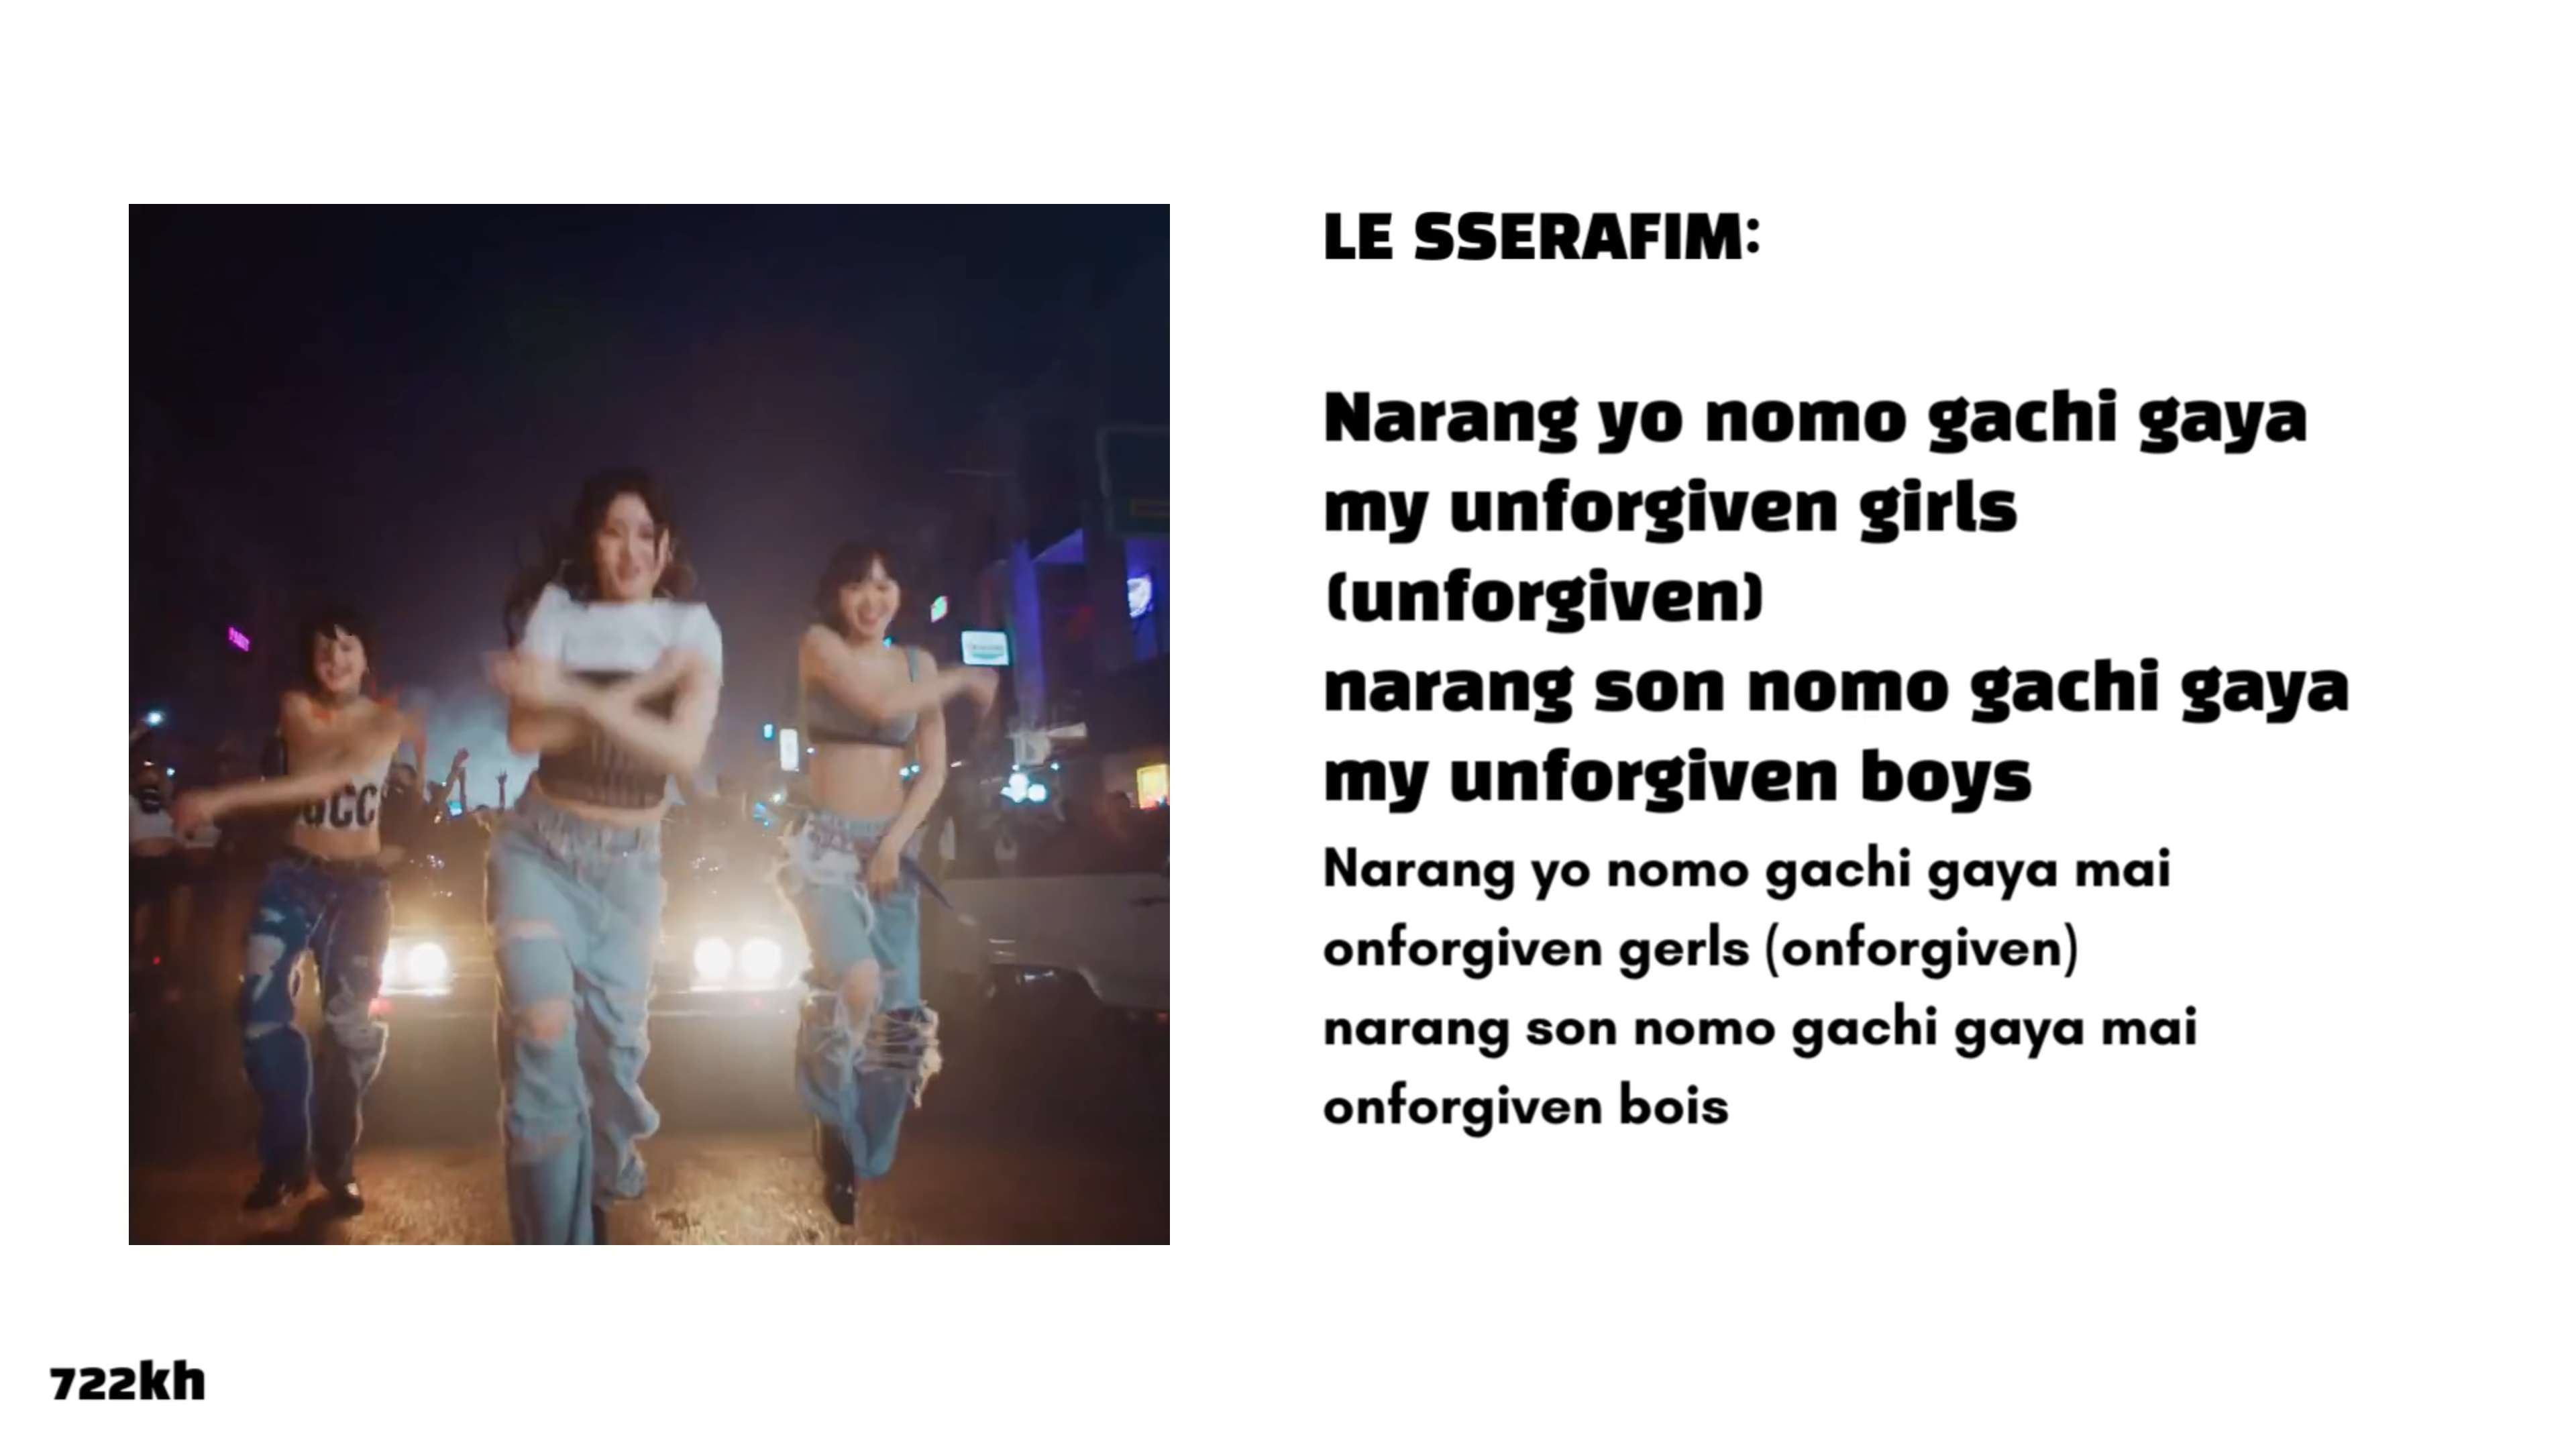 LE SSERAFIM:
Narang yo nomo gachi gaya
my unforgiven girls
(unforgiven)
narang son nomo gachi gaya
my unforgiven boys
Narang yo nomo gachi gaya mai
onforgiven gerls (onforgiven)
narang son nomo gachi gaya mai
onforgiven bois
722kh